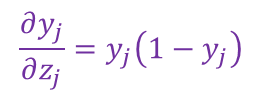 ∂y_j/∂z_j = y_j(1 − y_j)